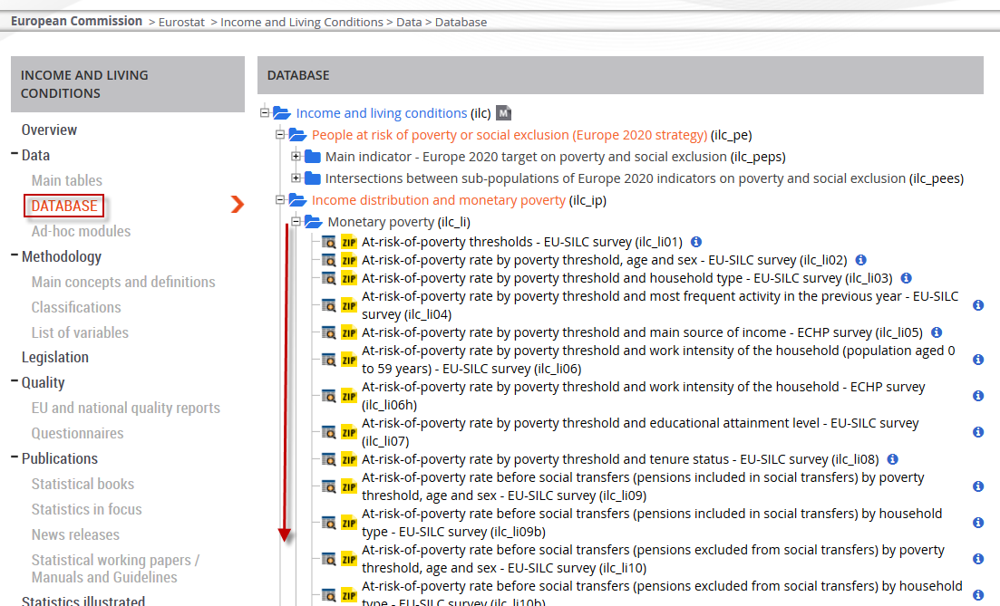 European Commission > Eurostat > Income and Living Conditions > Data > Database
INCOME AND LIVING
CONDITIONS
Overview
Data
Main tables
DATABASE
Ad-hoc modules
Methodology
Main concepts and definitions
Classifications
List of variables
Legislation
Quality
EU and national quality reports
Questionnaires
Publications
Statistical books
Statistics in focus
News releases
Statistical working papers /
Manuals and Guidelines
Statistics illustrated
DATABASE
Income and living conditions (ilc) M
People at risk of poverty or social exclusion (Europe 2020 strategy) (ilc_pe)
Main indicator - Europe 2020 target on poverty and social exclusion (ilc_peps)
Intersections between sub-populations of Europe 2020 indicators on poverty and social exclusion (ilc_pees)
Income distribution and monetary poverty (ilc_ip)
Monetary poverty (ilc_li)
ZIP At-risk-of-poverty thresholds - EU-SILC survey (ilc_li01) i
ZIP At-risk-of-poverty rate by poverty threshold, age and sex - EU-SILC survey (ilc_li02) i
ZIP At-risk-of-poverty rate by poverty threshold and household type - EU-SILC survey (ilc_li03) i
ZIP At-risk-of-poverty rate by poverty threshold and most frequent activity in the previous year - EU-SILC
survey (ilc_li04) i
ZIP At-risk-of-poverty rate by poverty threshold and main source of income - ECHP survey (ilc_li05) i
ZIP At-risk-of-poverty rate by poverty threshold and work intensity of the household (population aged 0
to 59 years) - EU-SILC survey (ilc_li06) i
ZIP At-risk-of-poverty rate by poverty threshold and work intensity of the household - ECHP survey
(ilc_li06h) i
ZIP At-risk-of-poverty rate by poverty threshold and educational attainment level - EU-SILC survey
(ilc_li07) i
ZIP At-risk-of-poverty rate by poverty threshold and tenure status - EU-SILC survey (ilc_li08) i
ZIP At-risk-of-poverty rate before social transfers (pensions included in social transfers) by poverty
threshold, age and sex - EU-SILC survey (ilc_li09) i
ZIP At-risk-of-poverty rate before social transfers (pensions included in social transfers) by household
type - EU-SILC survey (ilc_li09b) i
ZIP At-risk-of-poverty rate before social transfers (pensions excluded from social transfers) by poverty
threshold, age and sex - EU-SILC survey (ilc_li10) i
ZIP At-risk-of-poverty rate before social transfers (pensions excluded from social transfers) by household
type - EU-SILC survey (ilc_li10b) i